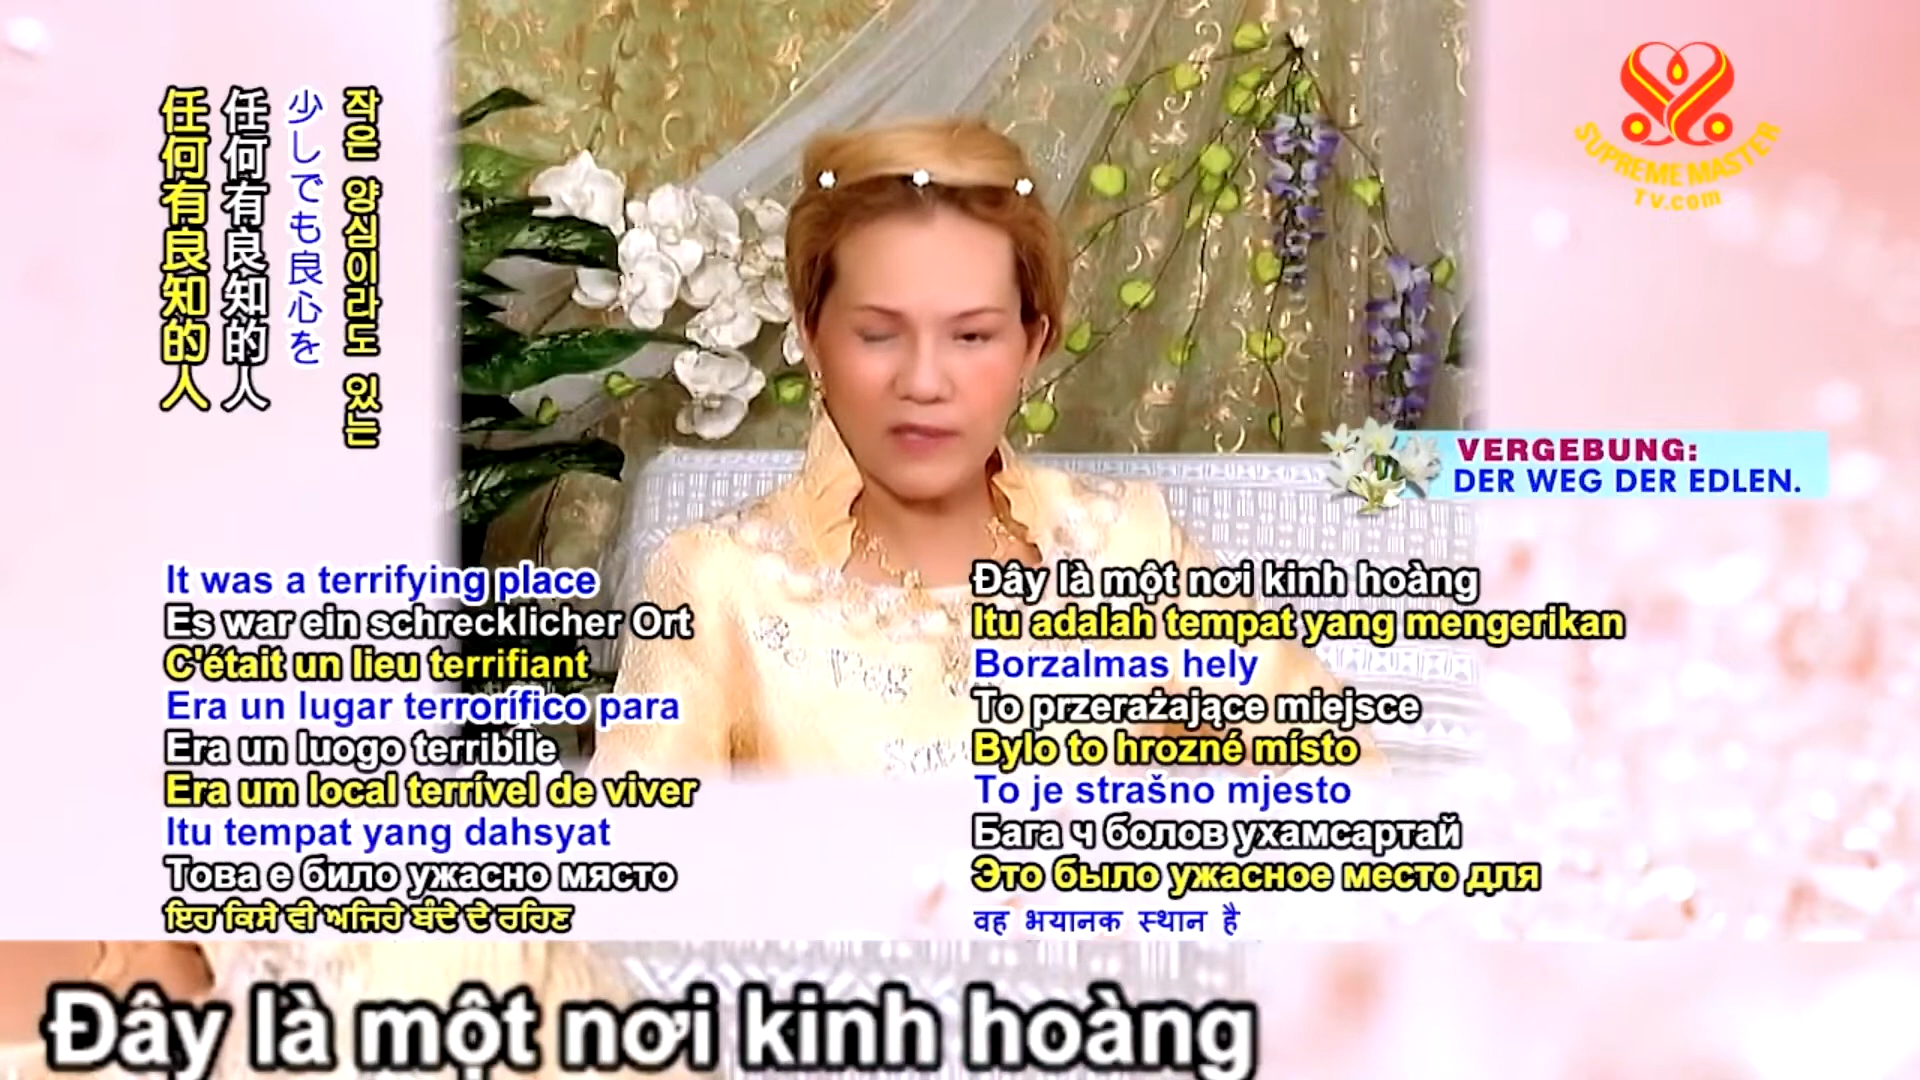 任何有良知的人
任何有良知的人
少しでも良心を
작은 양심이라도 있는
SUPREME MASTER
TV.com
VERGEBUNG:
DER WEG DER EDLEN.
It was a terrifying place
Es war ein schrecklicher Ort
C'était un lieu terrifiant
Era un lugar terrorífico para
Era un luogo terribile
Era um local terrível de viver
Itu tempat yang dahsyat
Това е било ужасно място
ਇਹ ਕਿਸੇ ਵੀ ਅਜਿਹੇ ਬੰਦੇ ਦੇ ਰਹਿਣ
Đây là một nơi kinh hoàng
Itu adalah tempat yang mengerikan
Borzalmas hely
To przerażające miejsce
Bylo to hrozné místo
To je strašno mjesto
Бага ч болов ухамсартай
Это было ужасное место для
वह भयानक स्थान है
Đây là một nơi kinh hoàng